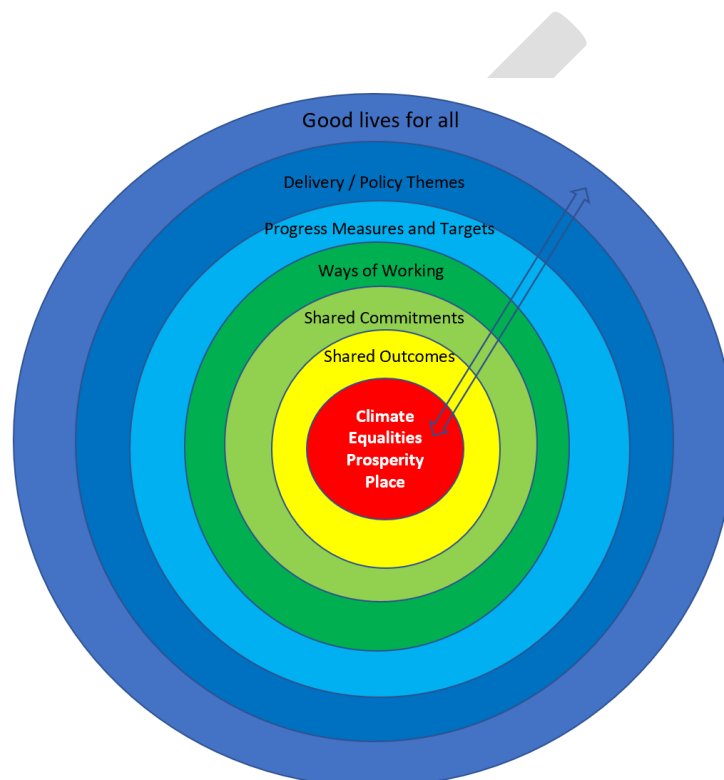 Good lives for all
Delivery / Policy Themes
Progress Measures and Targets
Ways of Working
Shared Commitments
Shared Outcomes
Climate
Equalities
Prosperity
Place